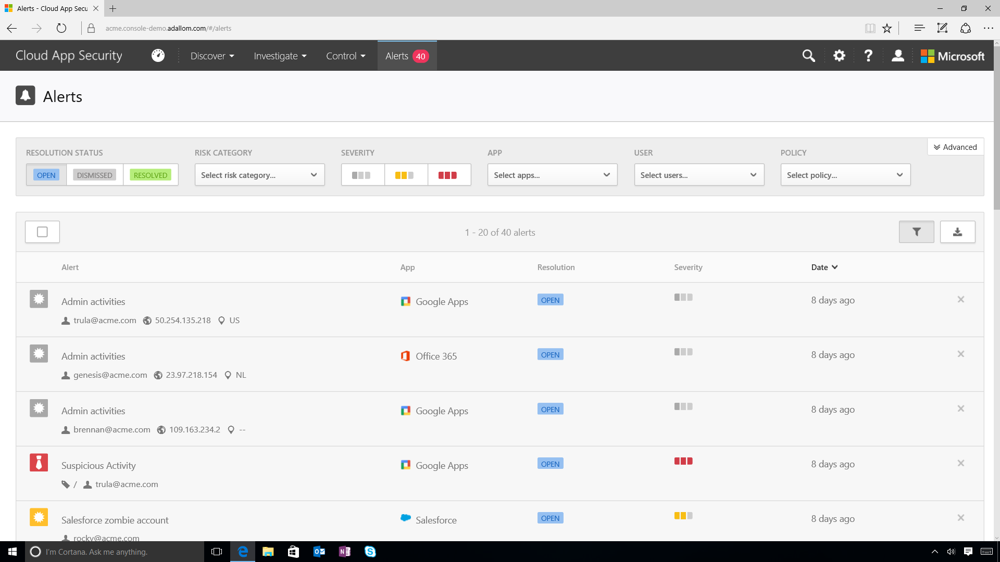 Alerts - Cloud App Secu
acme.console-demo.adallom.com/#/alerts
Cloud App Security Discover Investigate Control Alerts 40 ? Microsoft
Alerts
Advanced
RESOLUTION STATUS RISK CATEGORY SEVERITY APP USER POLICY
OPEN DISMISSED RESOLVED Select risk category... Select apps... Select users... Select policy...
1 - 20 of 40 alerts
Alert App Resolution Severity Date
Admin activities Google Apps OPEN 8 days ago
trula@acme.com 50.254.135.218 US
Admin activities Office 365 OPEN 8 days ago
genesis@acme.com 23.97.218.154 NL
Admin activities Google Apps OPEN 8 days ago
brennan@acme.com 109.163.234.2 --
Suspicious Activity Google Apps OPEN 8 days ago
/ trula@acme.com
Salesforce zombie account Salesforce OPEN 8 days ago
rocky@acme.com
I'm Cortana. Ask me anything.